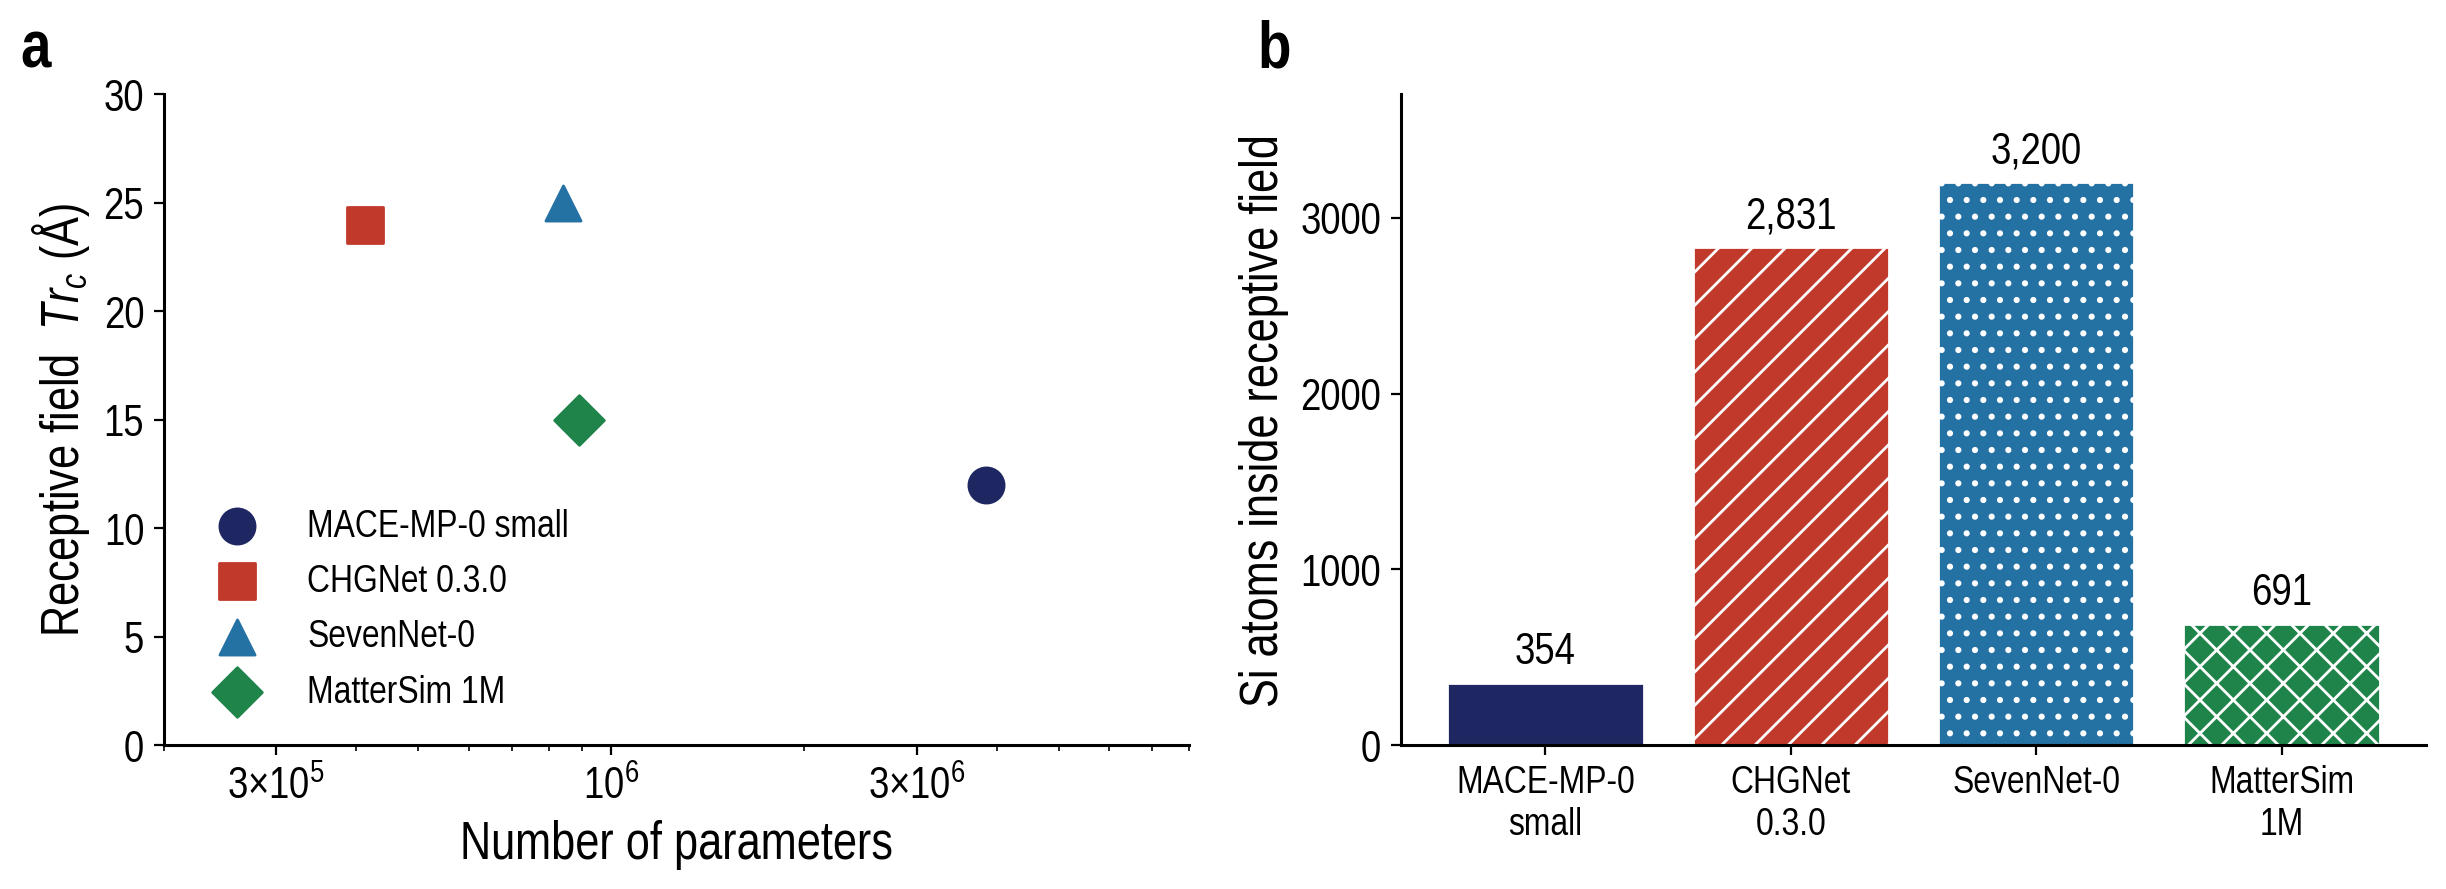 a
30
25
20
15
10
5
0
Receptive field Tr_c (Å)
MACE-MP-0 small
CHGNet 0.3.0
SevenNet-0
MatterSim 1M
3×10⁵
10⁶
3×10⁶
Number of parameters
b
Si atoms inside receptive field
3000
2000
1000
0
354
2,831
3,200
691
MACE-MP-0
small
CHGNet
0.3.0
SevenNet-0
MatterSim
1M